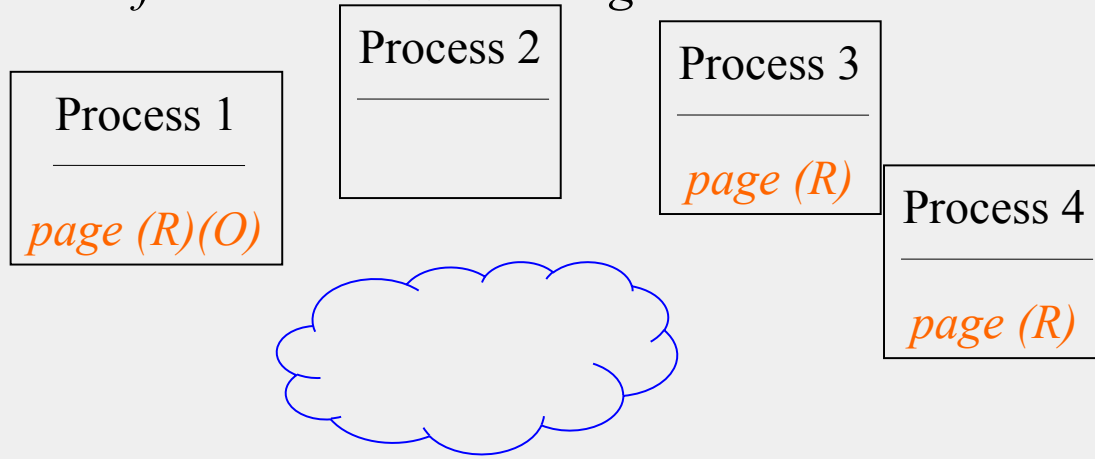 Process 1
page (R)(O)
Process 2
Process 3
page (R)
Process 4
page (R)